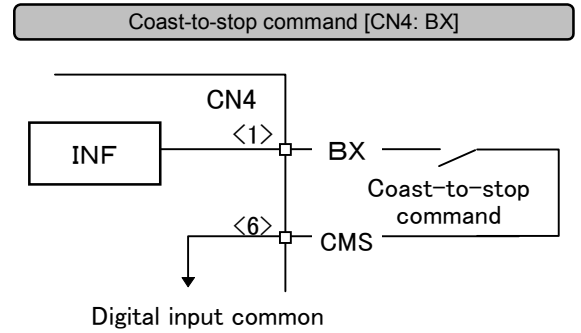 Coast-to-stop command [CN4: BX]
CN4
<1>
INF
BX
Coast-to-stop
command
<6>
CMS
Digital input common